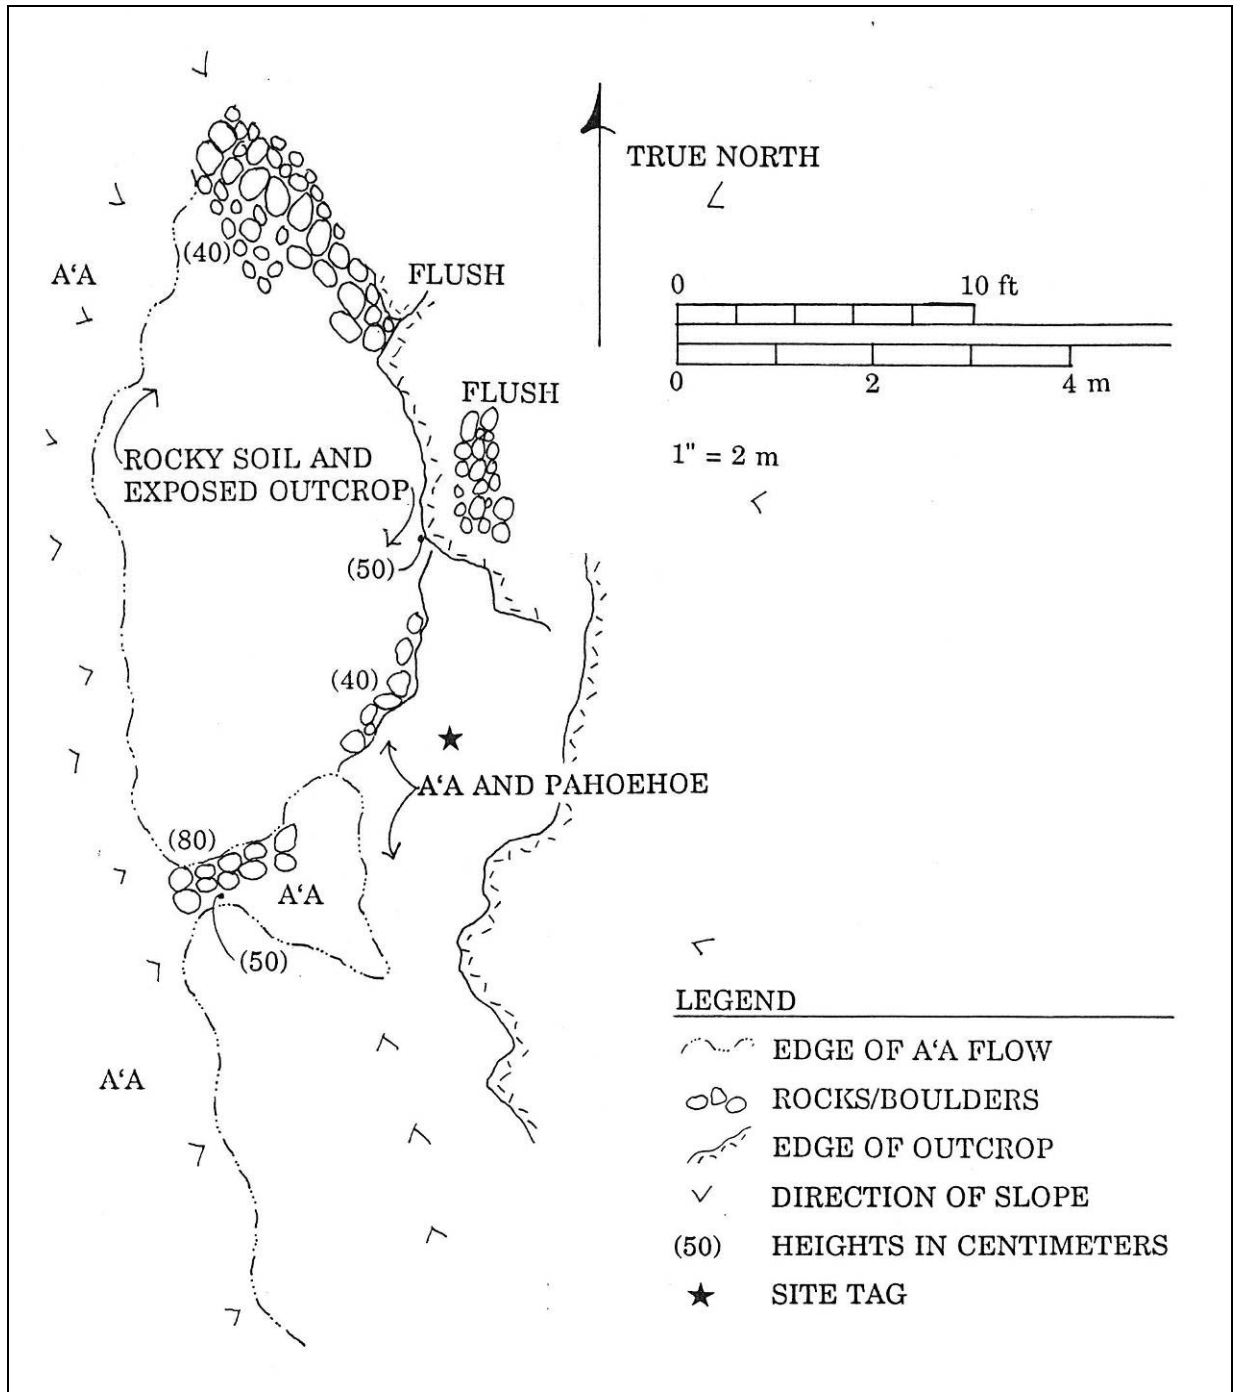 TRUE NORTH
(40)
A'A
FLUSH
0 10 ft
0 2 4 m
FLUSH
1" = 2 m
ROCKY SOIL AND
EXPOSED OUTCROP
(50)
(40)
A'A AND PAHOEHOE
(80)
A'A
(50)
A'A
LEGEND
EDGE OF A'A FLOW
ROCKS/BOULDERS
EDGE OF OUTCROP
DIRECTION OF SLOPE
(50) HEIGHTS IN CENTIMETERS
SITE TAG